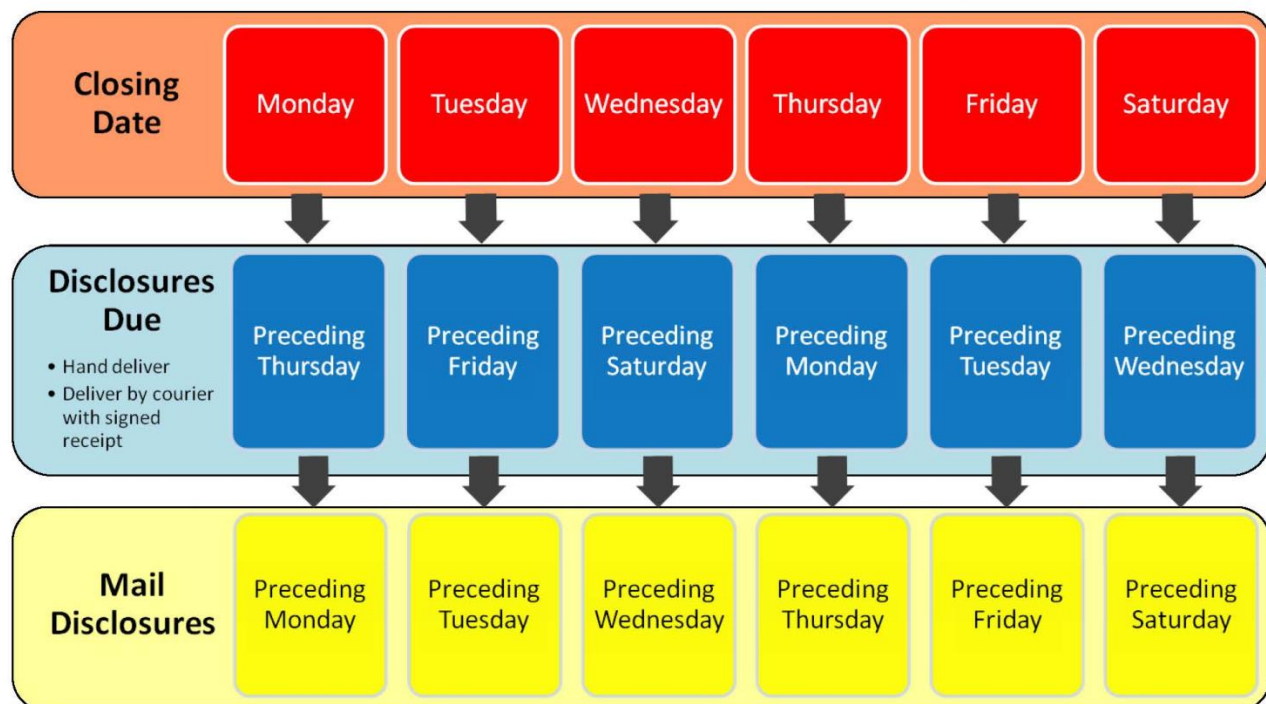 Closing
Date
Monday
Tuesday
Wednesday
Thursday
Friday
Saturday
Disclosures
Due
• Hand deliver
• Deliver by courier
with signed
receipt
Preceding
Thursday
Preceding
Friday
Preceding
Saturday
Preceding
Monday
Preceding
Tuesday
Preceding
Wednesday
Mail
Disclosures
Preceding
Monday
Preceding
Tuesday
Preceding
Wednesday
Preceding
Thursday
Preceding
Friday
Preceding
Saturday